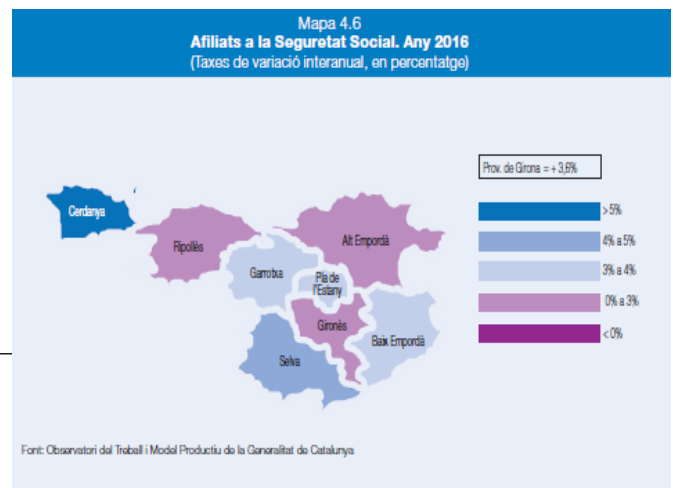 Mapa 4.6
Afiliats a la Seguretat Social. Any 2016
(Taxes de variació interanual, en percentatge)
Prov. de Girona = + 3,6%
> 5%
4% a 5%
3% a 4%
0% a 3%
< 0%
Cerdanya
Ripollès
Alt Empordà
Garrotxa
Pla de
l'Estany
Gironès
Baix Empordà
Selva
Font: Observatori del Treball i Model Productiu de la Generalitat de Catalunya